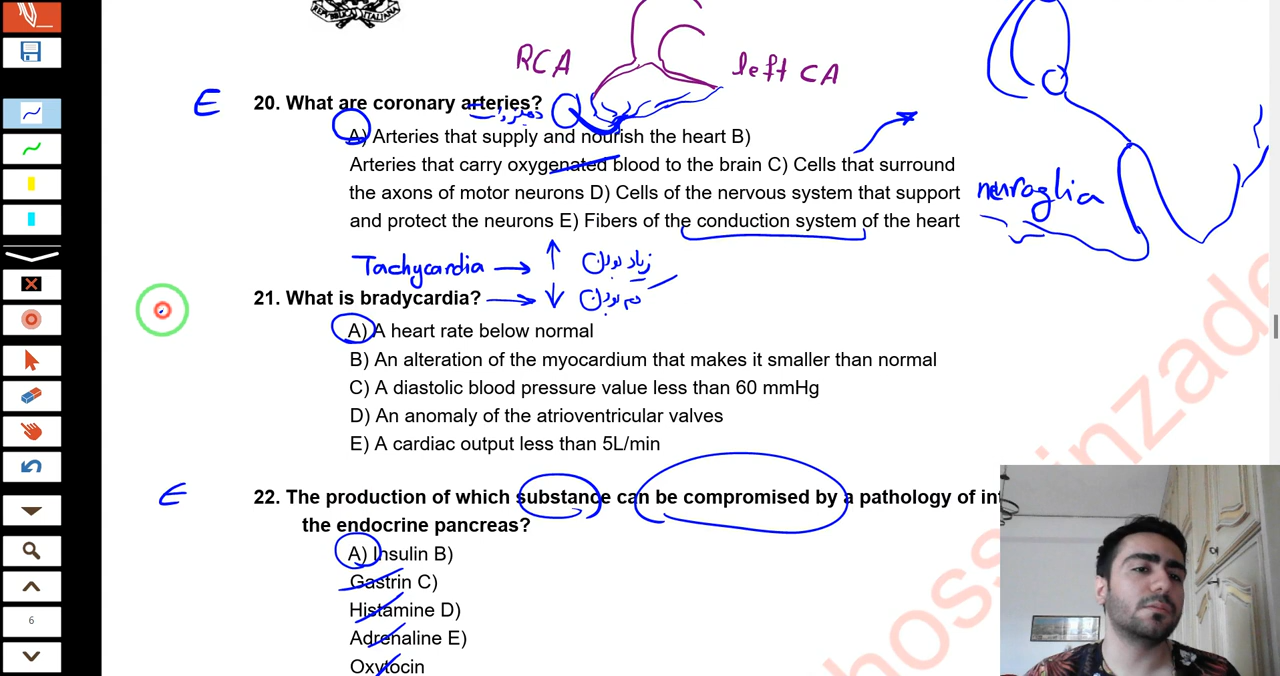 REPVBBLICA ITALIANA
RCA
left CA
E
20. What are coronary arteries?
A) Arteries that supply and nourish the heart B)
Arteries that carry oxygenated blood to the brain C) Cells that surround
the axons of motor neurons D) Cells of the nervous system that support
neuroglia
and protect the neurons E) Fibers of the conduction system of the heart
Tachycardia → ↑ زیاد بودن
21. What is bradycardia? → ↓ کم بودن
A) A heart rate below normal
B) An alteration of the myocardium that makes it smaller than normal
C) A diastolic blood pressure value less than 60 mmHg
D) An anomaly of the atrioventricular valves
E) A cardiac output less than 5L/min
E
22. The production of which substance can be compromised by a pathology of
the endocrine pancreas?
A) Insulin B)
Gastrin C)
Histamine D)
Adrenaline E)
Oxytocin
6